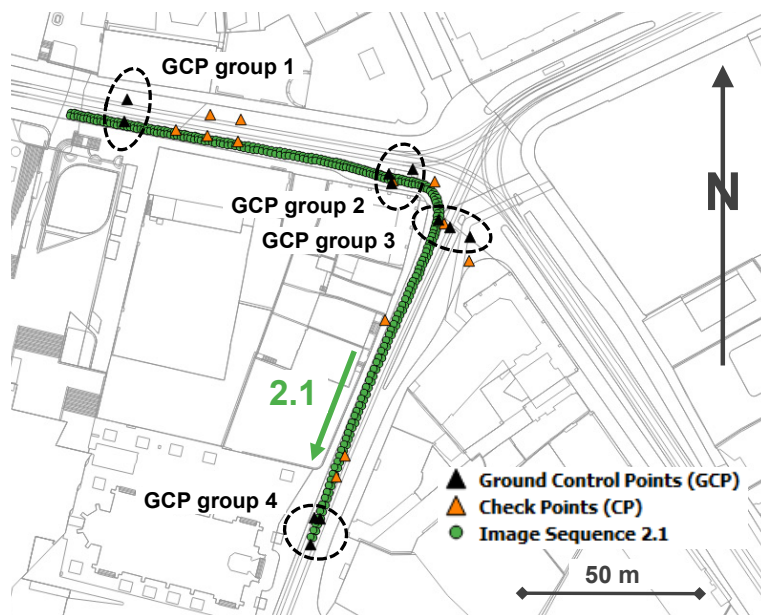 GCP group 1
N
GCP group 2
GCP group 3
2.1
GCP group 4
Ground Control Points (GCP)
Check Points (CP)
Image Sequence 2.1
50 m